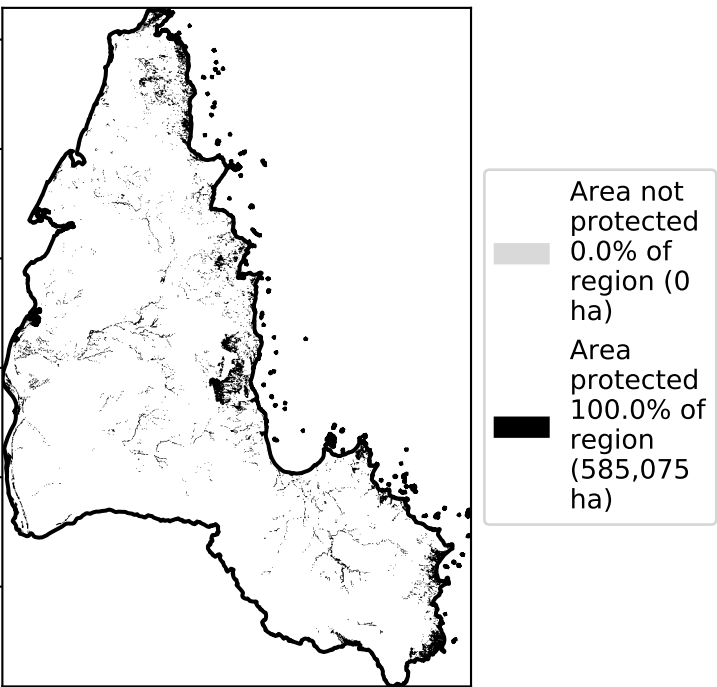 Area not
protected
0.0% of
region (0
ha)
Area
protected
100.0% of
region
(585,075
ha)